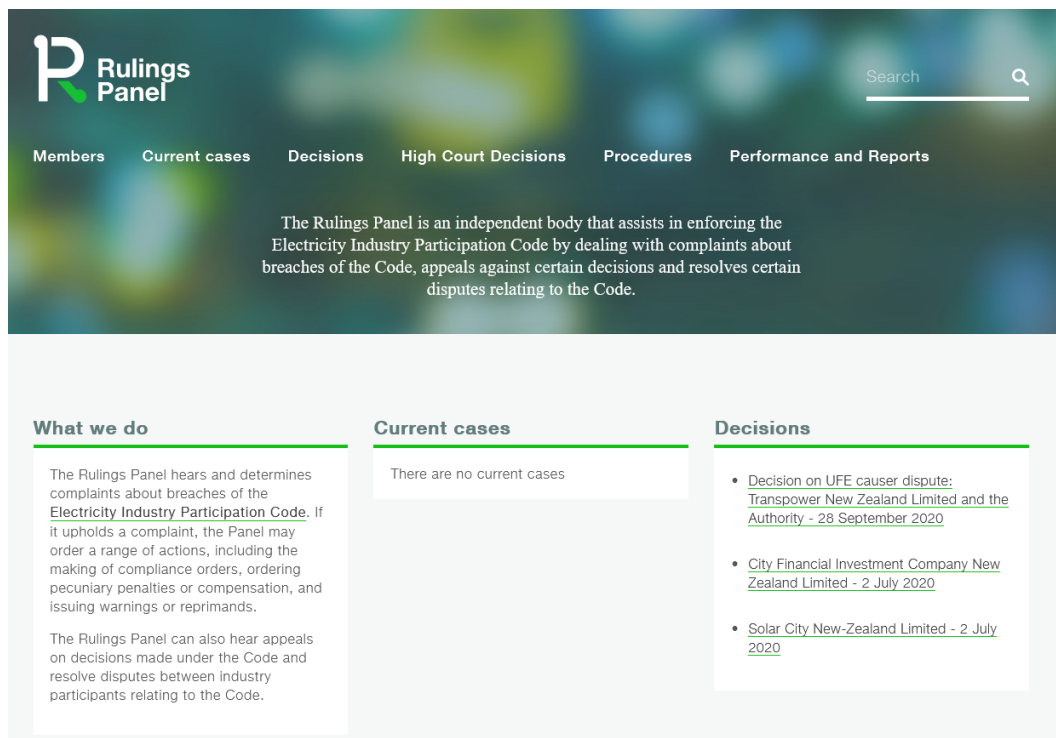 Rulings
Panel
Search
Members Current cases Decisions High Court Decisions Procedures Performance and Reports
The Rulings Panel is an independent body that assists in enforcing the
Electricity Industry Participation Code by dealing with complaints about
breaches of the Code, appeals against certain decisions and resolves certain
disputes relating to the Code.
What we do
The Rulings Panel hears and determines
complaints about breaches of the
Electricity Industry Participation Code. If
it upholds a complaint, the Panel may
order a range of actions, including the
making of compliance orders, ordering
pecuniary penalties or compensation, and
issuing warnings or reprimands.
The Rulings Panel can also hear appeals
on decisions made under the Code and
resolve disputes between industry
participants relating to the Code.
Current cases
There are no current cases
Decisions
• Decision on UFE causer dispute:
Transpower New Zealand Limited and the
Authority - 28 September 2020
• City Financial Investment Company New
Zealand Limited - 2 July 2020
• Solar City New-Zealand Limited - 2 July
2020